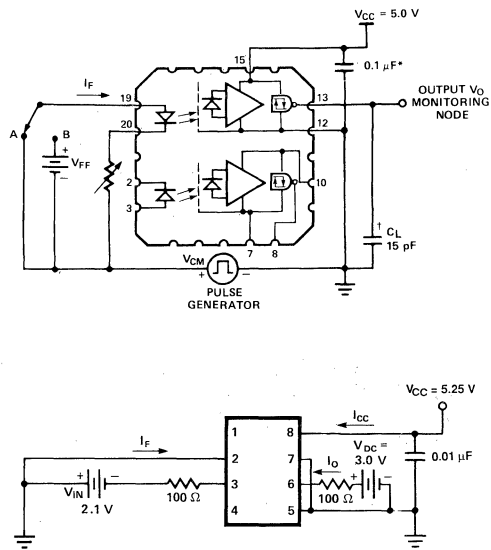 VCC = 5.0 V
15
0.1 μF*
IF
19
13
OUTPUT VO
MONITORING
NODE
A
B
20
12
+
VFF
−
2
10
3
†
CL
15 pF
7
8
VCM
+
−
PULSE
GENERATOR
VCC = 5.25 V
ICC
IF
1
8
VDC =
3.0 V
2
7
IO
0.01 μF
+
−
VIN
2.1 V
100 Ω
3
6
+
−
100 Ω
4
5